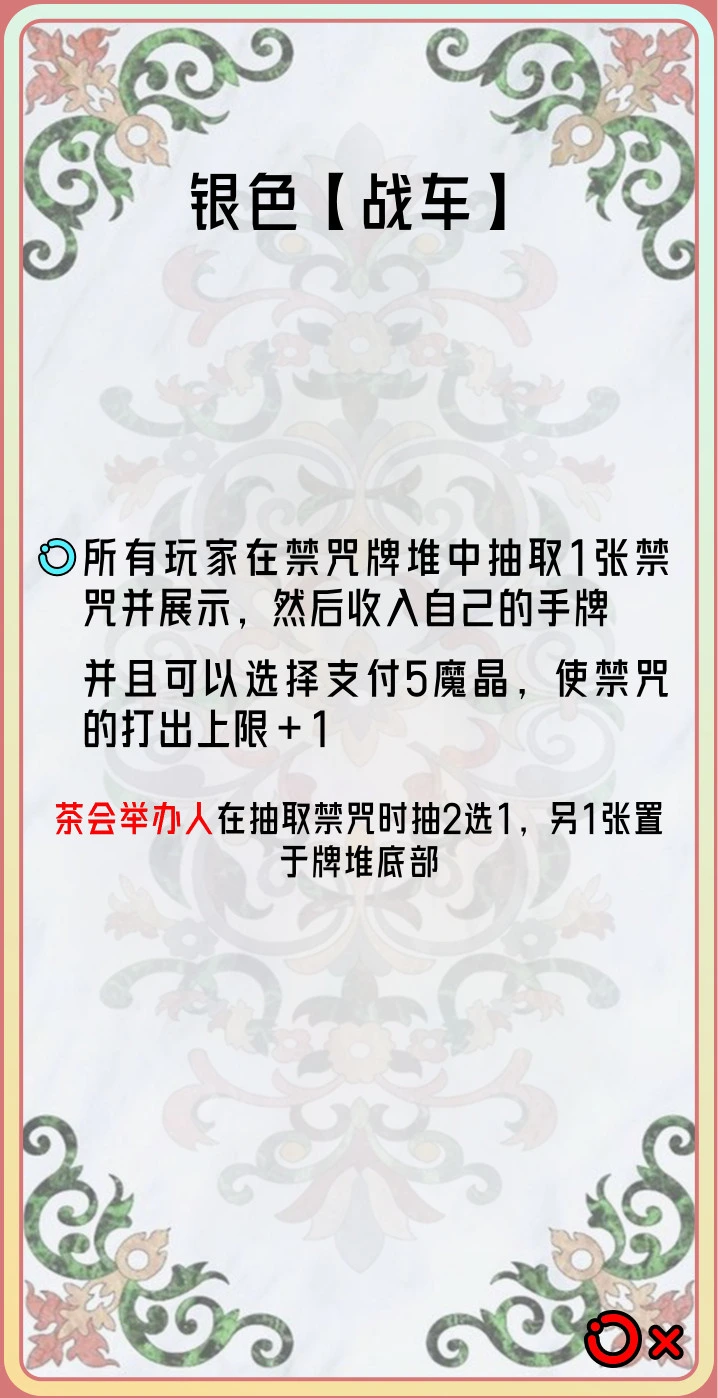 银色【战车】
所有玩家在禁咒牌堆中抽取1张禁
咒并展示，然后收入自己的手牌
并且可以选择支付5魔晶，使禁咒
的打出上限＋1
茶会举办人在抽取禁咒时抽2选1，另1张置
于牌堆底部
×